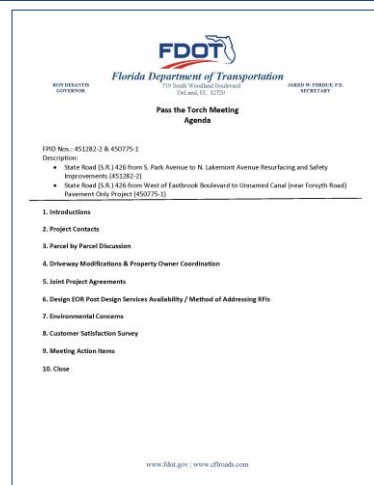 FDOT
Florida Department of Transportation
RON DESANTIS
GOVERNOR
719 South Woodland Boulevard
DeLand, FL 32720
JARED W. PERDUE, P.E.
SECRETARY
Pass the Torch Meeting
Agenda
FPID Nos.: 451282-2 & 450775-1
Description:
• State Road (S.R.) 426 from S. Park Avenue to N. Lakemont Avenue Resurfacing and Safety
Improvements (451282-2)
• State Road (S.R.) 426 from West of Eastbrook Boulevard to Unnamed Canal (near Forsyth Road)
Pavement Only Project (450775-1)
1. Introductions
2. Project Contacts
3. Parcel by Parcel Discussion
4. Driveway Modifications & Property Owner Coordination
5. Joint Project Agreements
6. Design EOR Post Design Services Availability / Method of Addressing RFIs
7. Environmental Concerns
8. Customer Satisfaction Survey
9. Meeting Action Items
10. Close
www.fdot.gov | www.cflroads.com